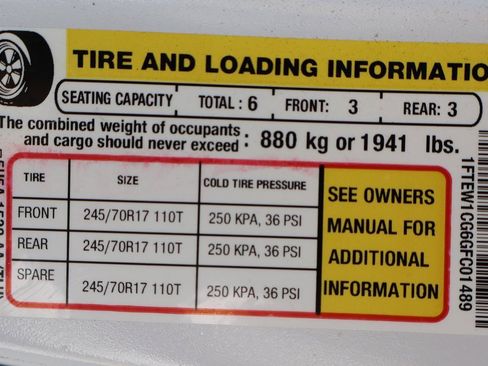 TIRE AND LOADING INFORMATIO
SEATING CAPACITY TOTAL : 6 FRONT: 3 REAR: 3
The combined weight of occupants
and cargo should never exceed : 880 kg or 1941 lbs.
TIRE SIZE COLD TIRE PRESSURE
FRONT 245/70R17 110T 250 KPA, 36 PSI
REAR 245/70R17 110T 250 KPA, 36 PSI
SPARE 245/70R17 110T 250 KPA, 36 PSI
SEE OWNERS
MANUAL FOR
ADDITIONAL
INFORMATION
1FTEW1CG6GFC01489